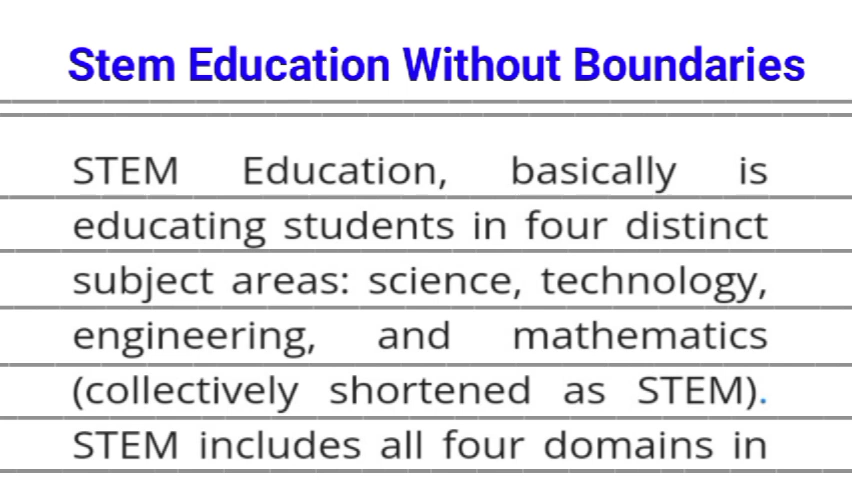 Stem Education Without Boundaries
STEM Education, basically is
educating students in four distinct
subject areas: science, technology,
engineering, and mathematics
(collectively shortened as STEM).
STEM includes all four domains in